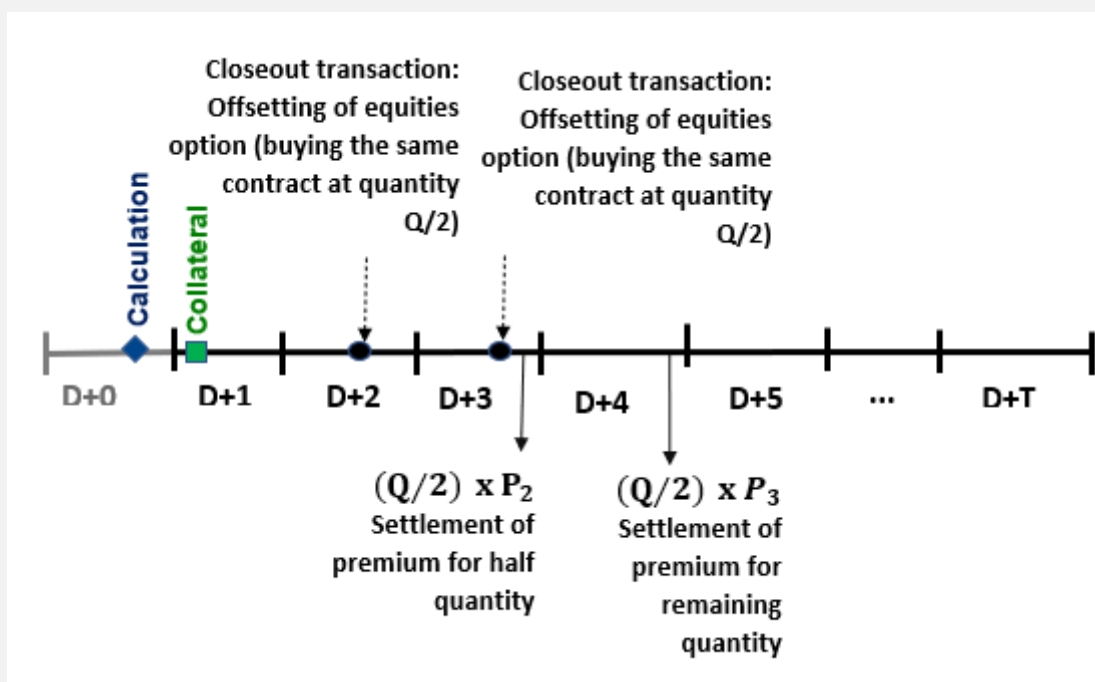 Closeout transaction:
Offsetting of equities
option (buying the same
contract at quantity
Q/2)
Closeout transaction:
Offsetting of equities
option (buying the same
contract at quantity
Q/2)
Calculation
Collateral
D+0
D+1
D+2
D+3
D+4
D+5
...
D+T
(Q/2) x P₂
Settlement of
premium for half
quantity
(Q/2) x P₃
Settlement of
premium for
remaining
quantity